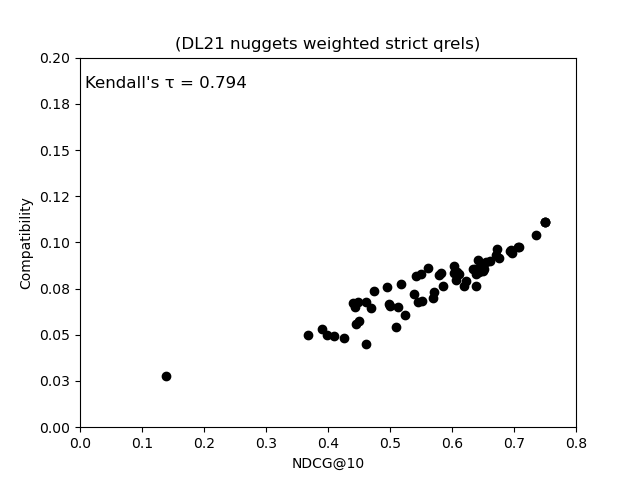 (DL21 nuggets weighted strict qrels)
Kendall's τ = 0.794
Compatibility
0.20
0.18
0.15
0.12
0.10
0.08
0.05
0.03
0.00
0.0 0.1 0.2 0.3 0.4 0.5 0.6 0.7 0.8
NDCG@10